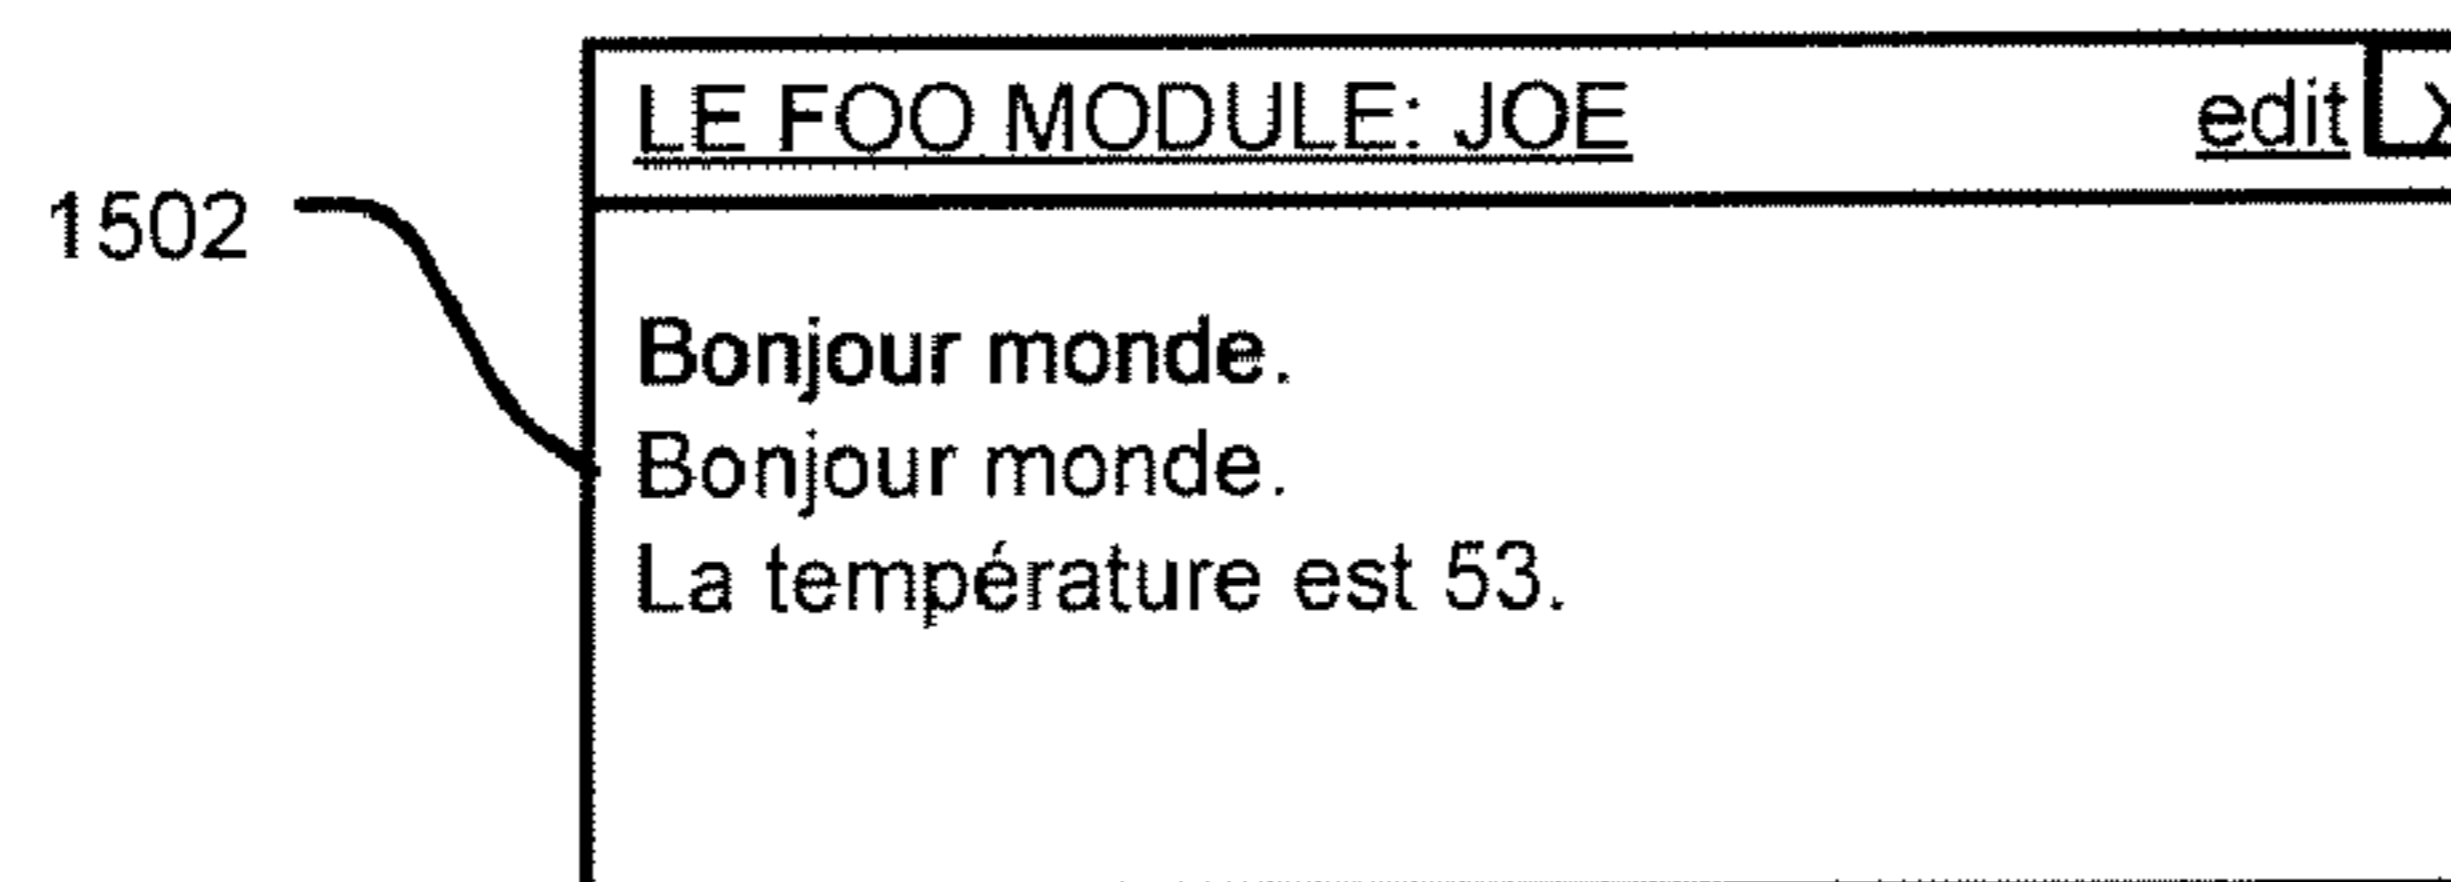 LE FOO MODULE: JOE edit X
1502
Bonjour monde.
Bonjour monde.
La température est 53.